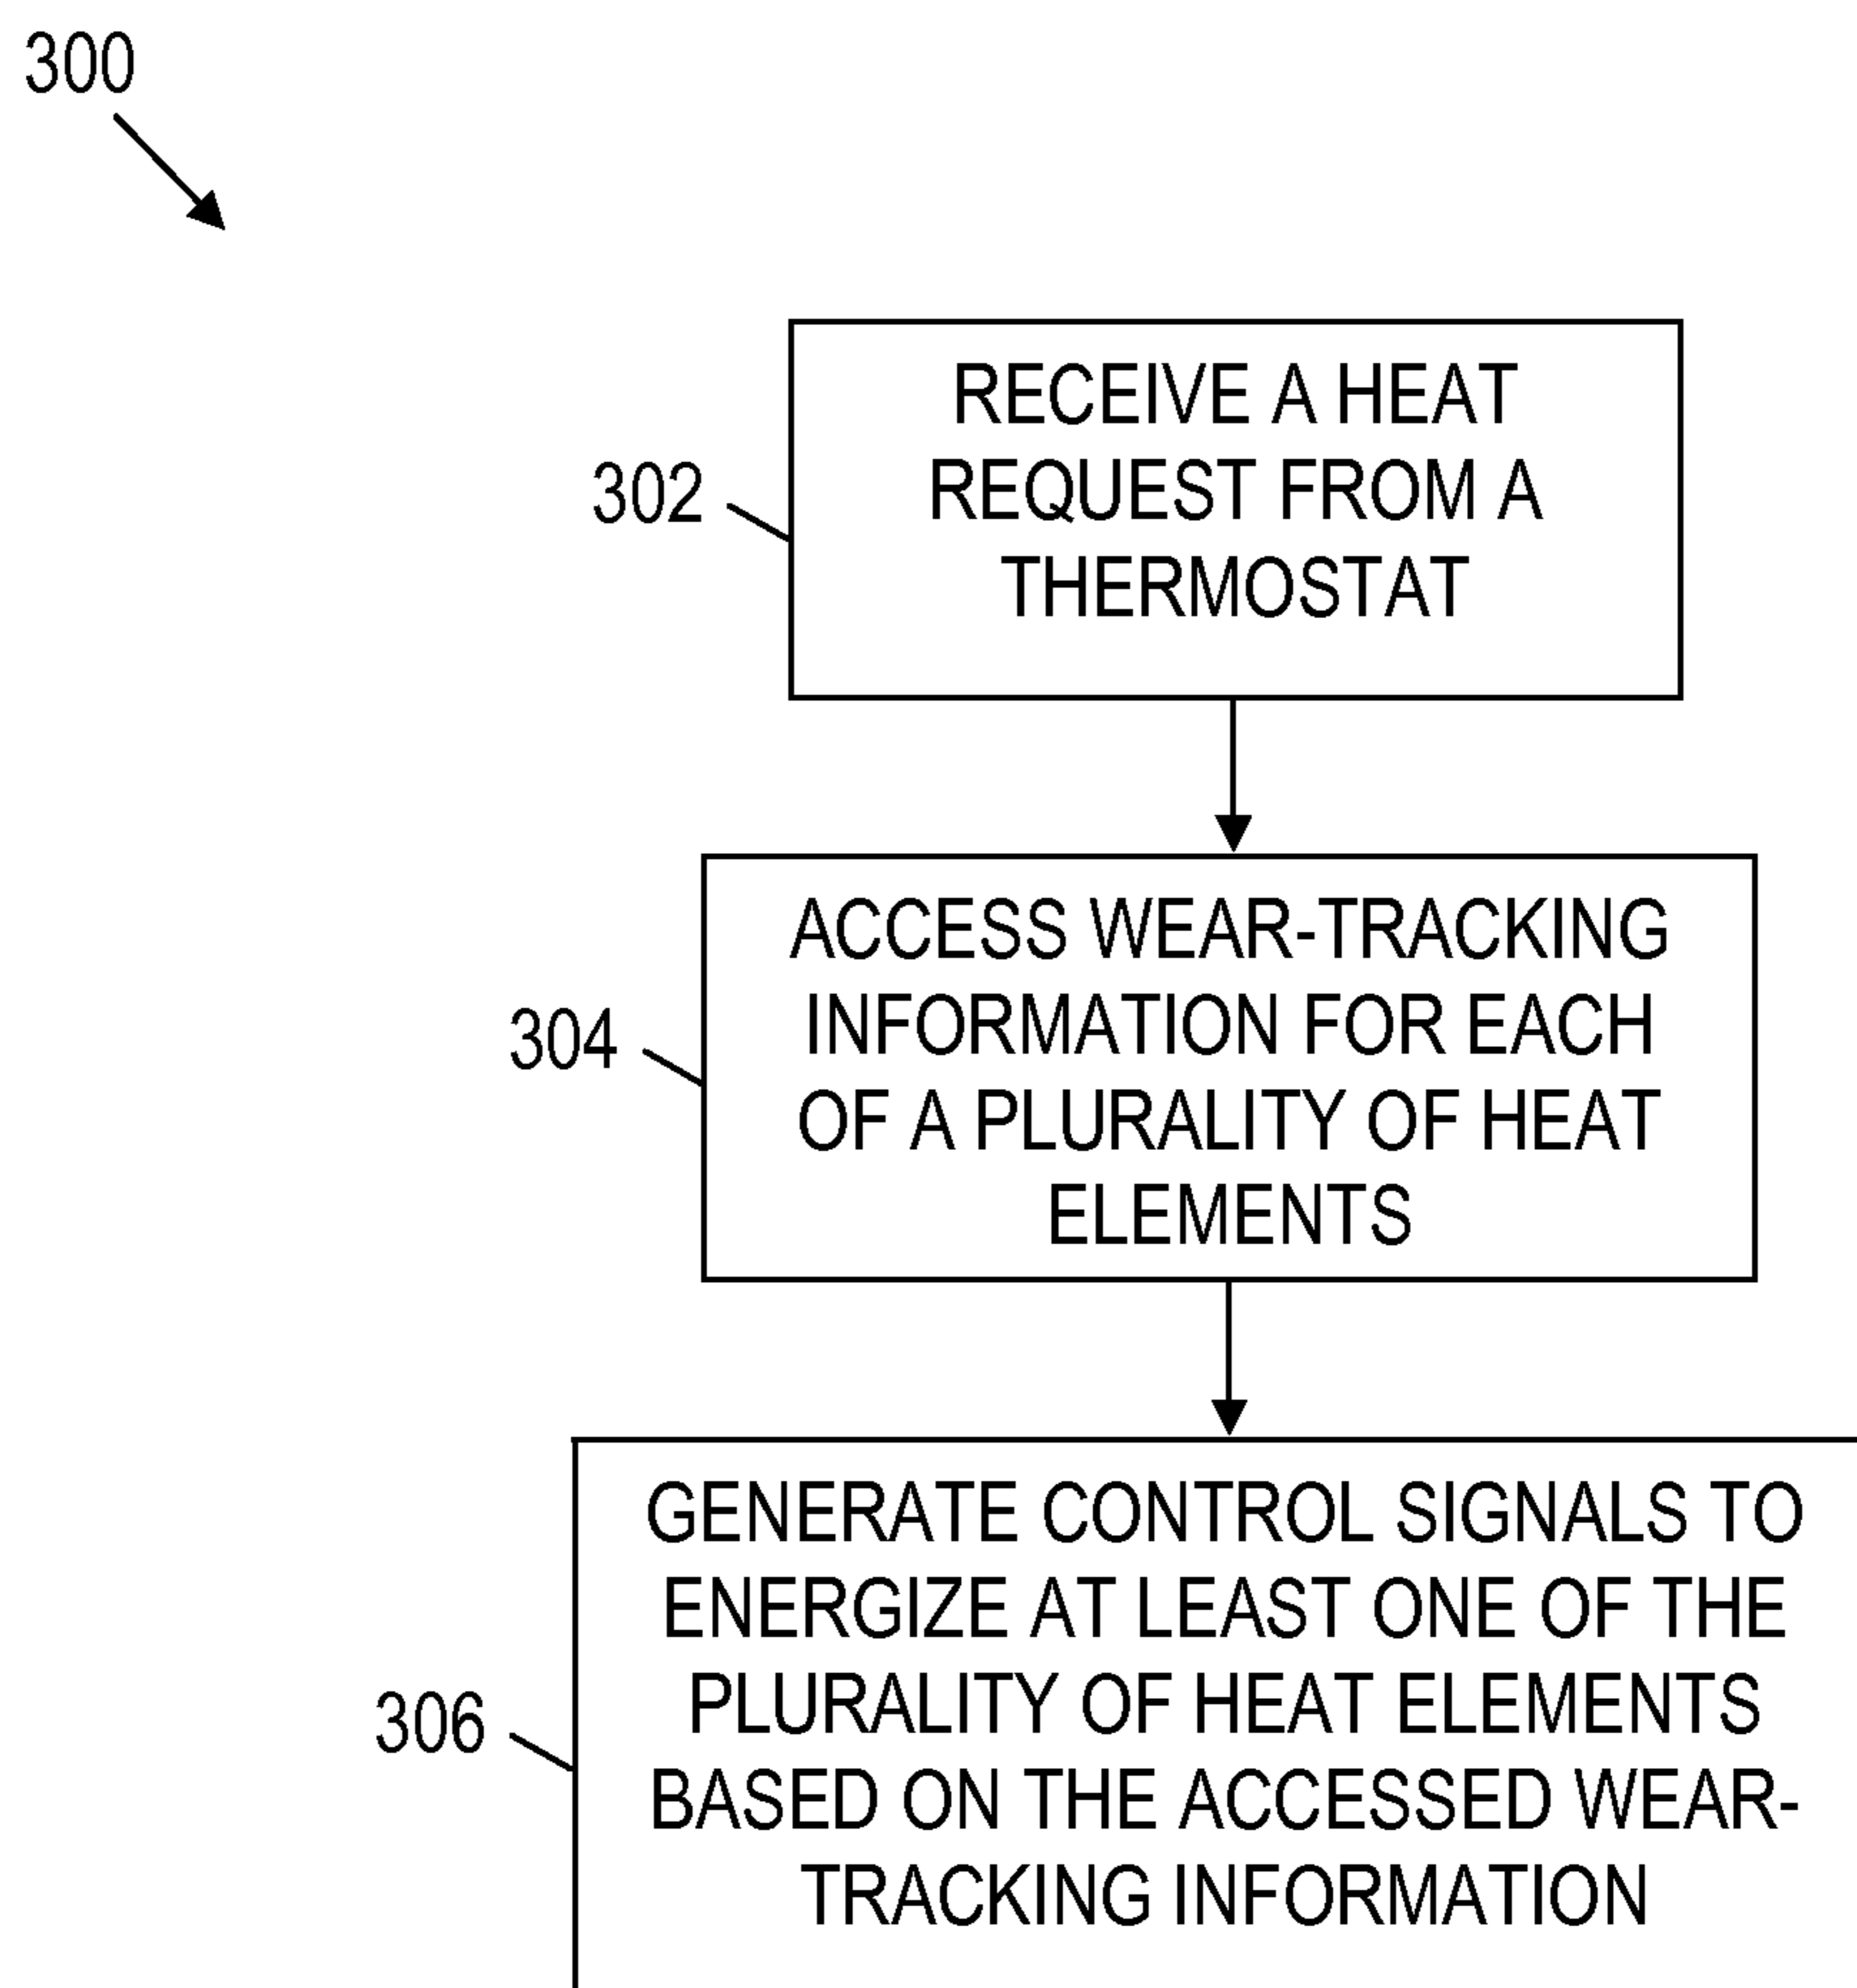 300
302
RECEIVE A HEAT
REQUEST FROM A
THERMOSTAT
304
ACCESS WEAR-TRACKING
INFORMATION FOR EACH
OF A PLURALITY OF HEAT
ELEMENTS
306
GENERATE CONTROL SIGNALS TO
ENERGIZE AT LEAST ONE OF THE
PLURALITY OF HEAT ELEMENTS
BASED ON THE ACCESSED WEAR-
TRACKING INFORMATION